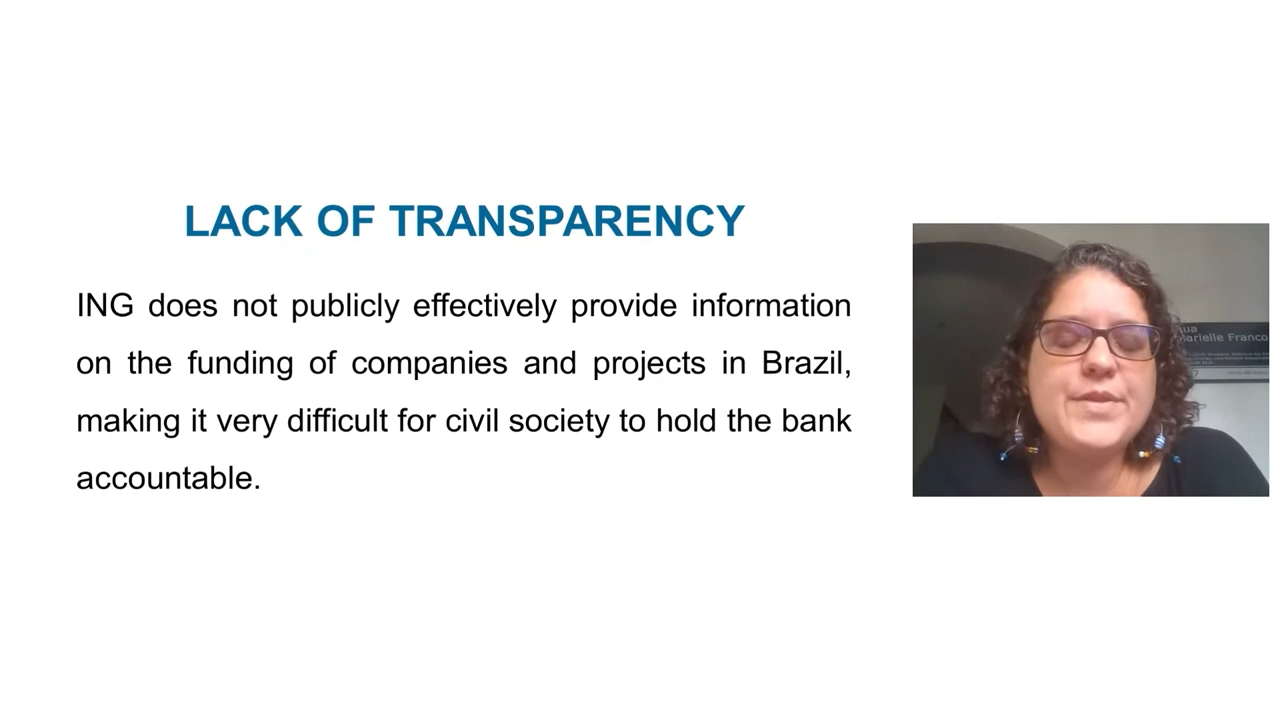 LACK OF TRANSPARENCY
ING does not publicly effectively provide information
on the funding of companies and projects in Brazil,
making it very difficult for civil society to hold the bank
accountable.
Marielle Franco